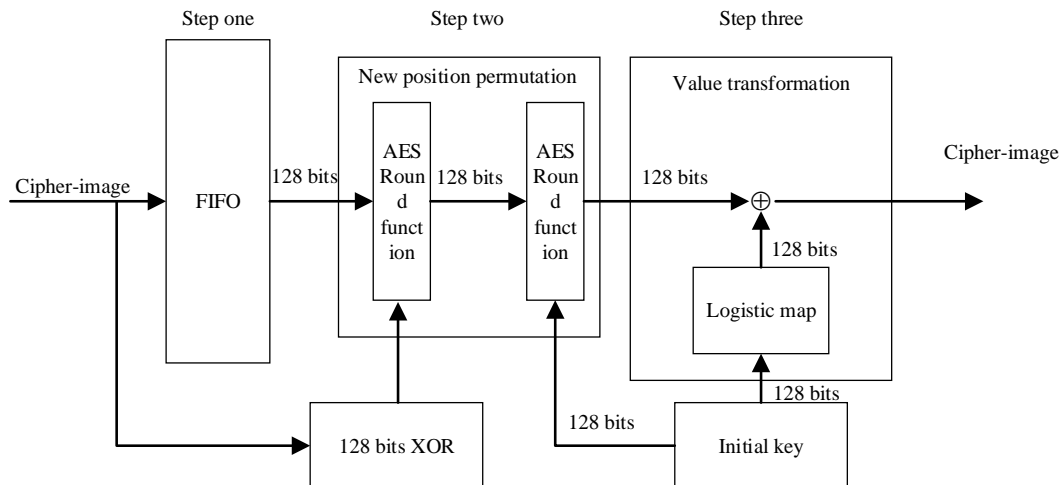 Step one
Step two
Step three
New position permutation
Value transformation
Cipher-image
FIFO
128 bits
AES
Roun
d
function
128 bits
AES
Roun
d
function
128 bits
Cipher-image
128 bits
Logistic map
128 bits
128 bits XOR
128 bits
Initial key